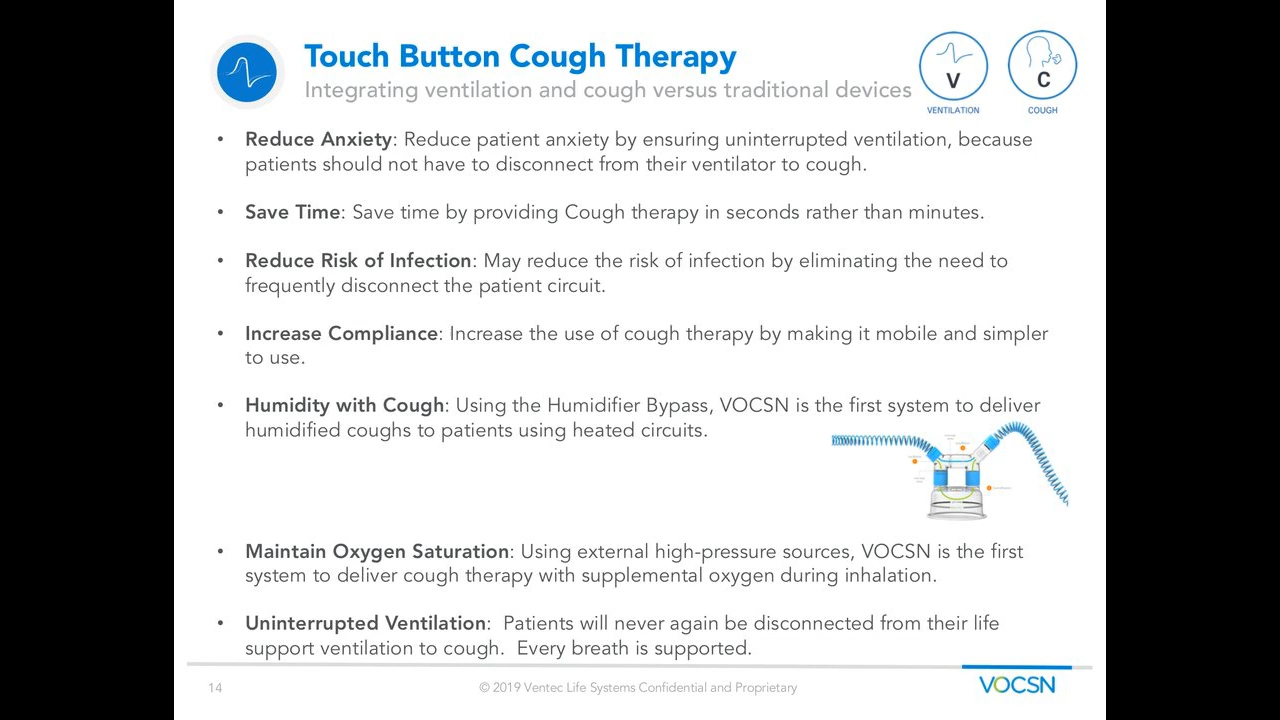 Touch Button Cough Therapy
Integrating ventilation and cough versus traditional devices
V
VENTILATION
C
COUGH
• Reduce Anxiety: Reduce patient anxiety by ensuring uninterrupted ventilation, because
patients should not have to disconnect from their ventilator to cough.
• Save Time: Save time by providing Cough therapy in seconds rather than minutes.
• Reduce Risk of Infection: May reduce the risk of infection by eliminating the need to
frequently disconnect the patient circuit.
• Increase Compliance: Increase the use of cough therapy by making it mobile and simpler
to use.
• Humidity with Cough: Using the Humidifier Bypass, VOCSN is the first system to deliver
humidified coughs to patients using heated circuits.
• Maintain Oxygen Saturation: Using external high-pressure sources, VOCSN is the first
system to deliver cough therapy with supplemental oxygen during inhalation.
• Uninterrupted Ventilation:  Patients will never again be disconnected from their life
support ventilation to cough.  Every breath is supported.
14
© 2019 Ventec Life Systems Confidential and Proprietary
VOCSN